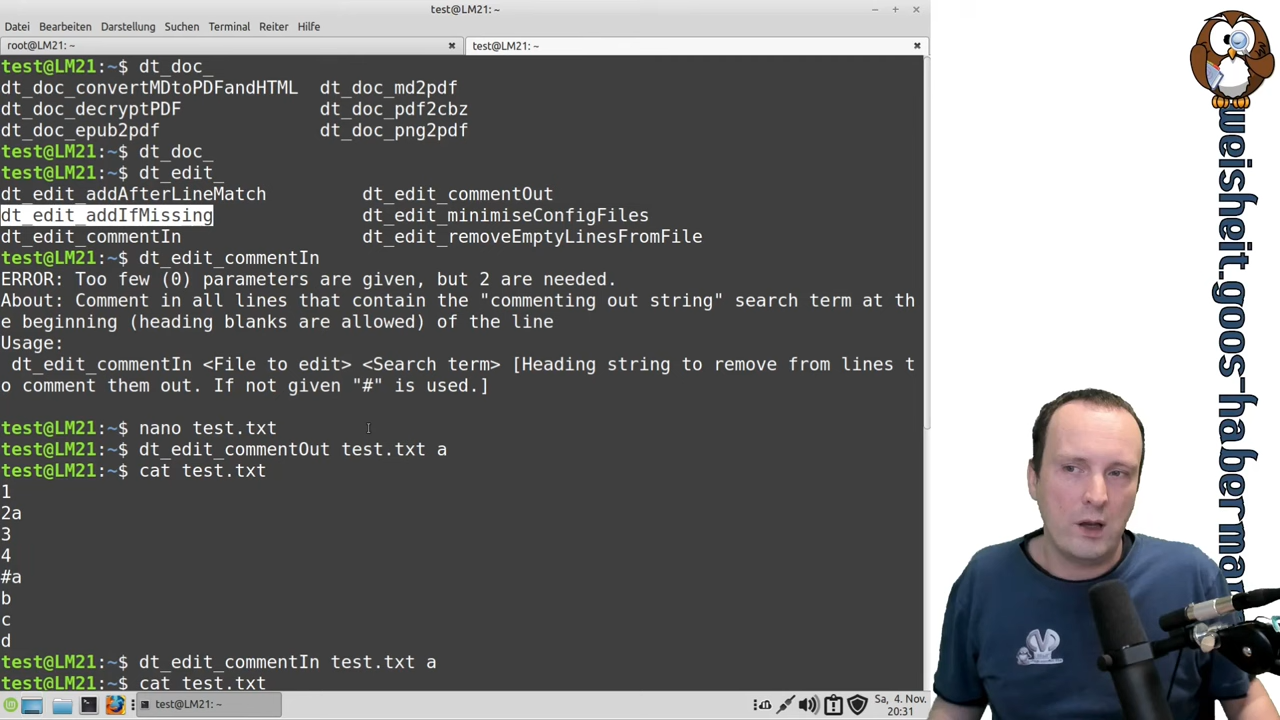 test@LM21: ~
Datei Bearbeiten Darstellung Suchen Terminal Reiter Hilfe
root@LM21: ~
test@LM21: ~
test@LM21:~$ dt_doc_
dt_doc_convertMDtoPDFandHTML dt_doc_md2pdf
dt_doc_decryptPDF dt_doc_pdf2cbz
dt_doc_epub2pdf dt_doc_png2pdf
test@LM21:~$ dt_doc_
test@LM21:~$ dt_edit_
dt_edit_addAfterLineMatch dt_edit_commentOut
dt_edit_addIfMissing dt_edit_minimiseConfigFiles
dt_edit_commentIn dt_edit_removeEmptyLinesFromFile
test@LM21:~$ dt_edit_commentIn
ERROR: Too few (0) parameters are given, but 2 are needed.
About: Comment in all lines that contain the "commenting out string" search term at th
e beginning (heading blanks are allowed) of the line
Usage:
dt_edit_commentIn <File to edit> <Search term> [Heading string to remove from lines t
o comment them out. If not given "#" is used.]
test@LM21:~$ nano test.txt
test@LM21:~$ dt_edit_commentOut test.txt a
test@LM21:~$ cat test.txt
1
2a
3
4
#a
b
c
d
test@LM21:~$ dt_edit_commentIn test.txt a
test@LM21:~$ cat test.txt
test@LM21: ~
Sa, 4. Nov.
20:31
weisheit.goos-haberman